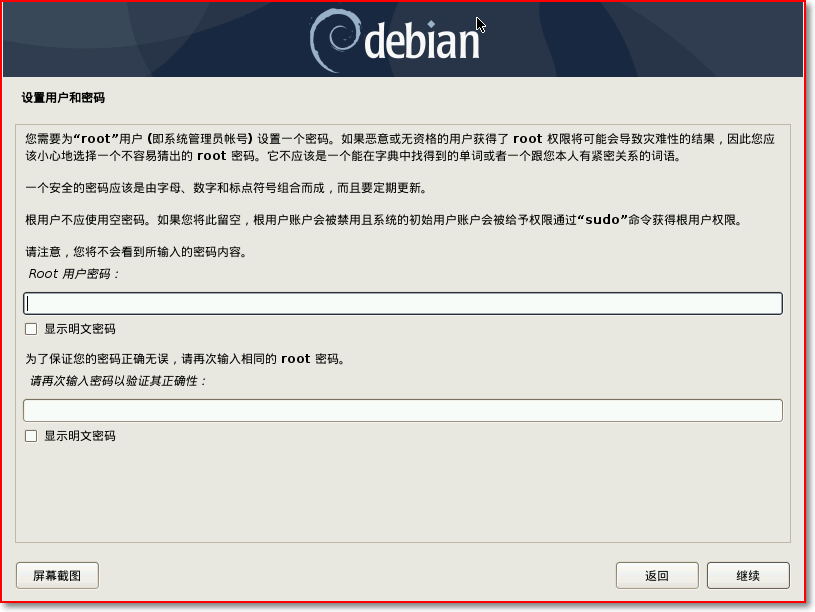 debian
设置用户和密码
您需要为“root”用户 (即系统管理员帐号) 设置一个密码。如果恶意或无资格的用户获得了 root 权限将可能会导致灾难性的结果，因此您应
该小心地选择一个不容易猜出的 root 密码。它不应该是一个能在字典中找得到的单词或者一个跟您本人有紧密关系的词语。
一个安全的密码应该是由字母、数字和标点符号组合而成，而且要定期更新。
根用户不应使用空密码。如果您将此留空，根用户账户会被禁用且系统的初始用户账户会被给予权限通过“sudo”命令获得根用户权限。
请注意，您将不会看到所输入的密码内容。
Root 用户密码：
显示明文密码
为了保证您的密码正确无误，请再次输入相同的 root 密码。
请再次输入密码以验证其正确性：
显示明文密码
屏幕截图
返回
继续